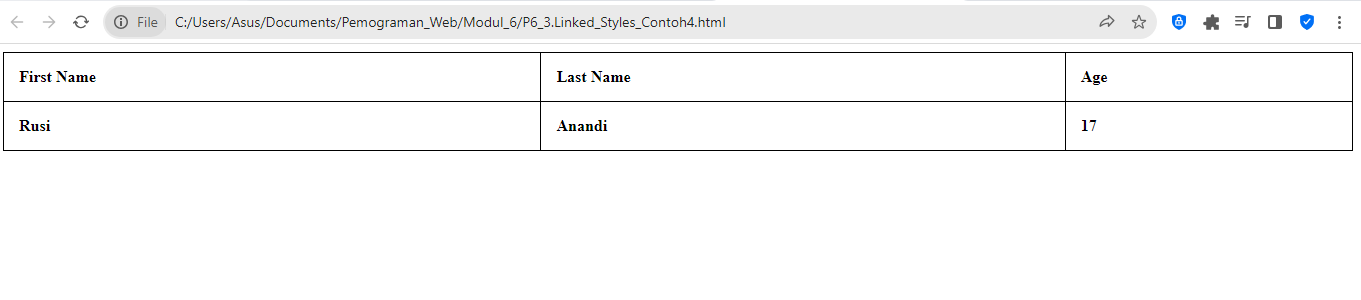 File C:/Users/Asus/Documents/Pemograman_Web/Modul_6/P6_3.Linked_Styles_Contoh4.html
First Name Last Name Age
Rusi Anandi 17